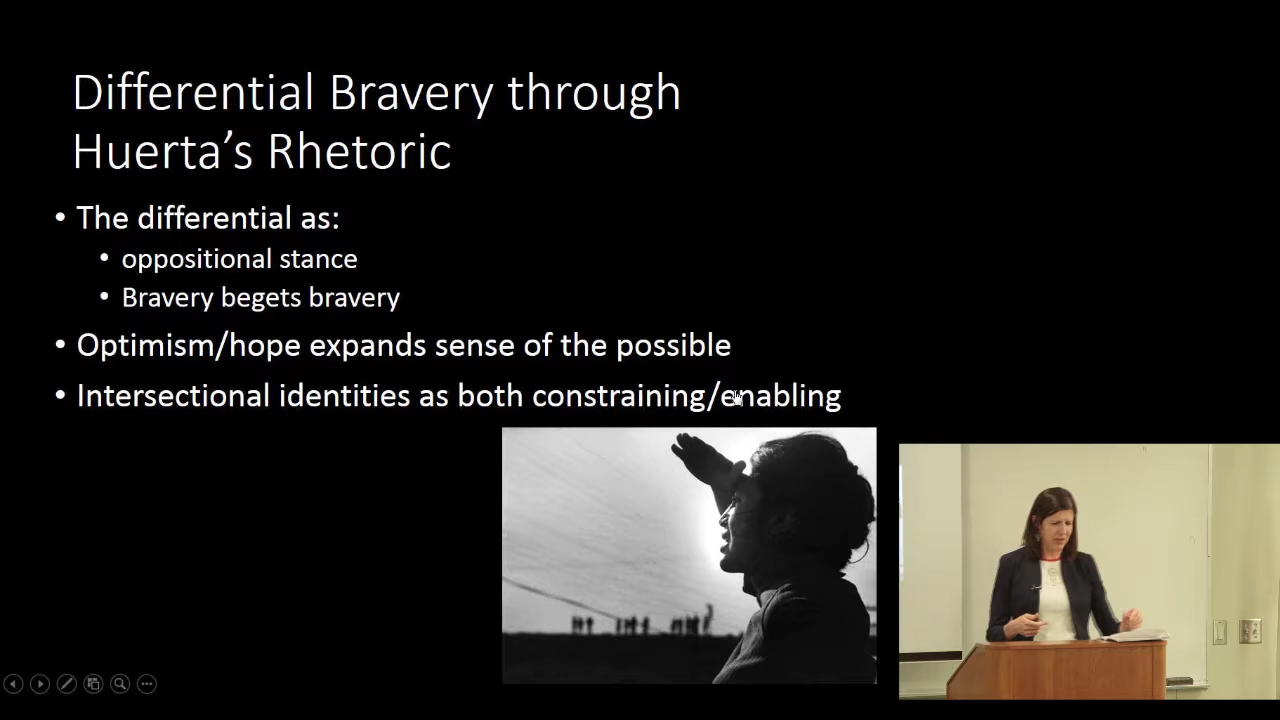 Differential Bravery through
Huerta’s Rhetoric
• The differential as:
• oppositional stance
• Bravery begets bravery
• Optimism/hope expands sense of the possible
• Intersectional identities as both constraining/enabling